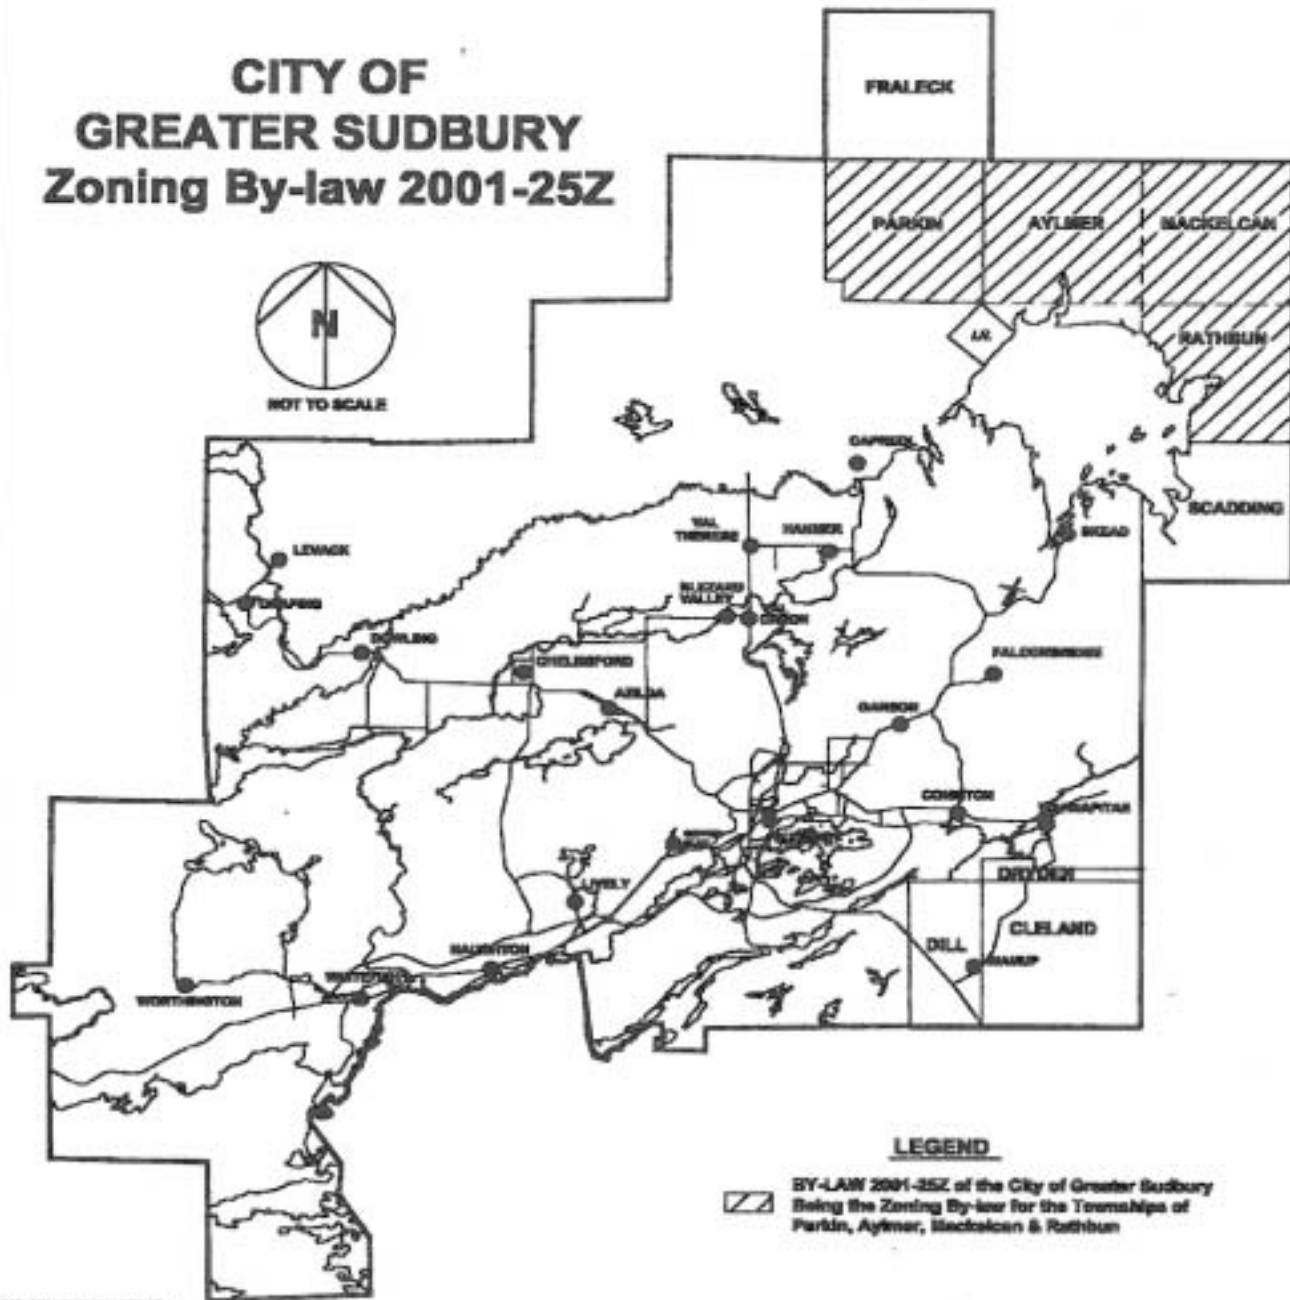 CITY OF
GREATER SUDBURY
Zoning By-law 2001-25Z
FRALECK
PARKIN
AYLMER
MACKELCAN
N
I.R.
RATHBUN
NOT TO SCALE
CAPREOL
SCADDING
VAL
THERESE
HANMER
SKEAD
LEVACK
BLEZARD
VALLEY
ONAPING
DOWLING
CHELMSFORD
FALCONBRIDGE
AZILDA
GARSON
CONISTON
WAHNAPITAE
DRYDEN
LIVELY
CLELAND
DILL
NAUGHTON
WANUP
WHITEFISH
WORTHINGTON
LEGEND
BY-LAW 2001-25Z of the City of Greater Sudbury
Being the Zoning By-law for the Townships of
Parkin, Aylmer, Mackelcan & Rathbun